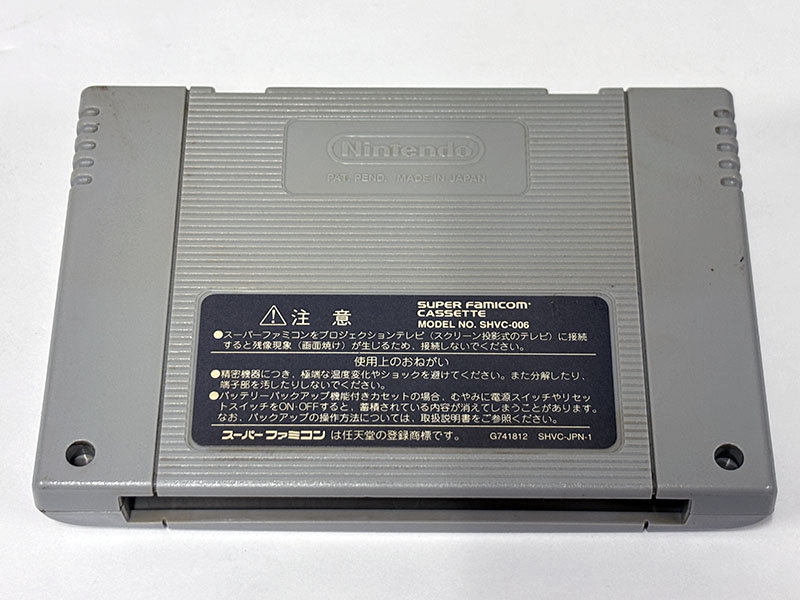 Nintendo
PAT. PEND. MADE IN JAPAN
⚠注意
SUPER FAMICOM
CASSETTE
MODEL NO. SHVC-006
●スーパーファミコンをプロジェクションテレビ(スクリーン投影式のテレビ)に接続
すると残像現象(画面焼け)が生じるため、接続しないでください。
使用上のおねがい
●精密機器につき、極端な温度変化やショックを避けてください。また分解したり、
端子部を汚したりしないでください。
●バッテリーバックアップ機能付きカセットの場合、むやみに電源スイッチやリセッ
トスイッチをON・OFFすると、蓄積されている内容が消えてしまうことがあります。
なお、バックアップの操作方法については、取扱説明書をご参照ください。
スーパーファミコンは任天堂の登録商標です。 G741812 SHVC-JPN-1